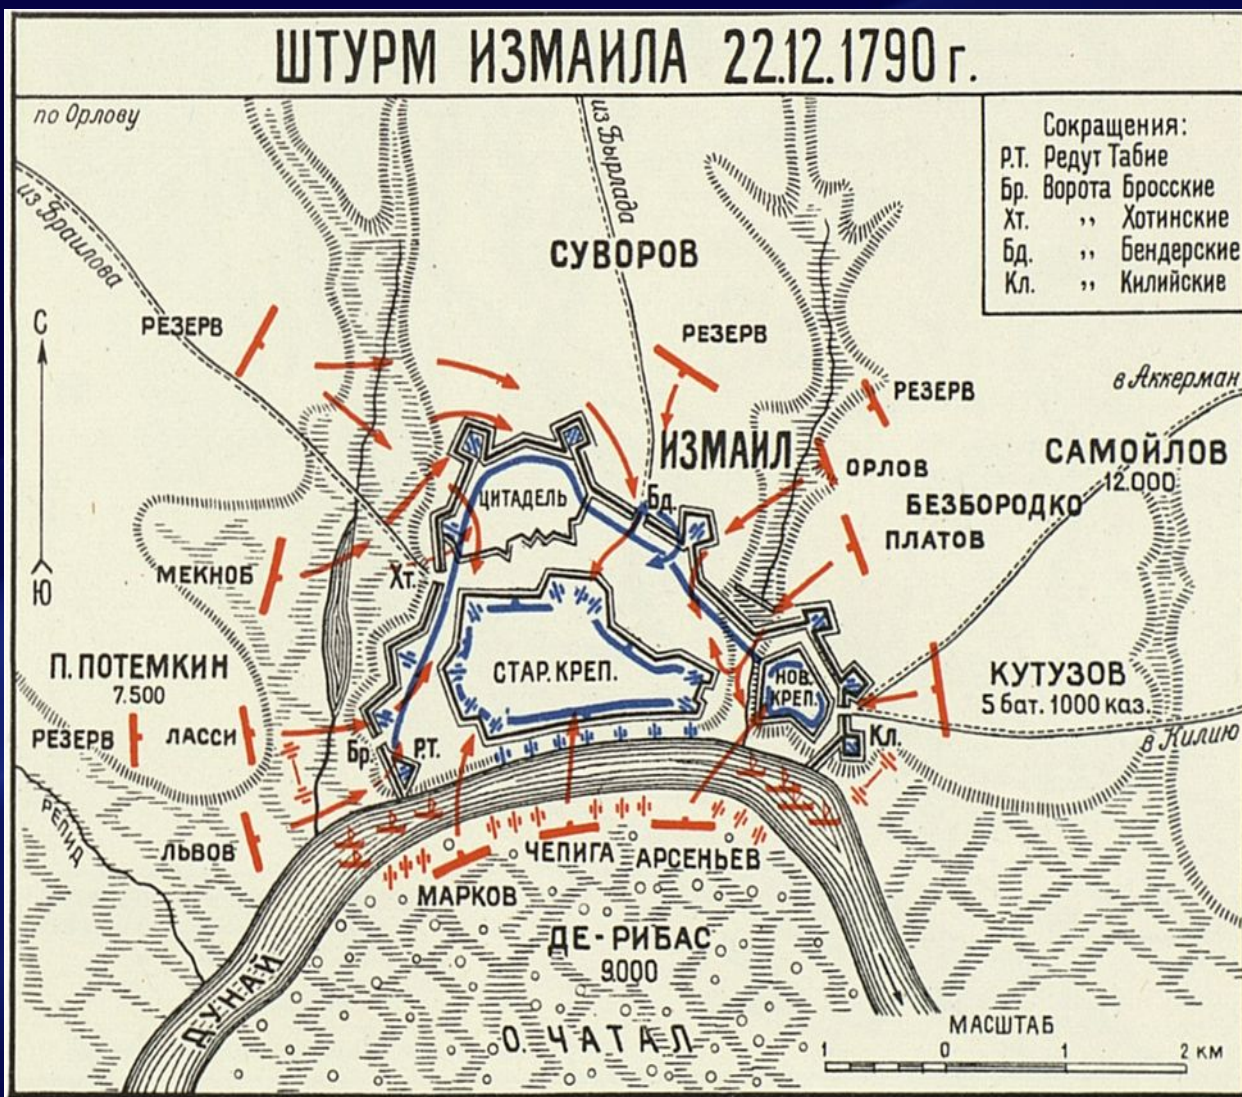 ШТУРМ ИЗМАИЛА 22.12.1790 г.
по Орлову
из Браилова
из Бырлада
Сокращения:
Р.Т. Редут Табие
Бр. Ворота Бросские
Хт. ,, Хотинские
Бд. ,, Бендерские
Кл. ,, Килийские
СУВОРОВ
С
Ю
РЕЗЕРВ
РЕЗЕРВ
РЕЗЕРВ
в Аккерман
ИЗМАИЛ
ОРЛОВ
САМОЙЛОВ
12.000
БЕЗБОРОДКО
ПЛАТОВ
ЦИТАДЕЛЬ
Бд.
МЕКНОБ
Хт.
П. ПОТЕМКИН
7.500
РЕЗЕРВ
ЛАССИ
СТАР. КРЕП.
НОВ.
КРЕП.
КУТУЗОВ
5 бат. 1000 каз.
в Килию
Бр.
Р.Т.
Кл.
РЕПИД
ЛЬВОВ
МАРКОВ
ЧЕПИГА
АРСЕНЬЕВ
ДЕ-РИБАС
9.000
ДУНАЙ
О. ЧАТАЛ
МАСШТАБ
1 0 1 2 км